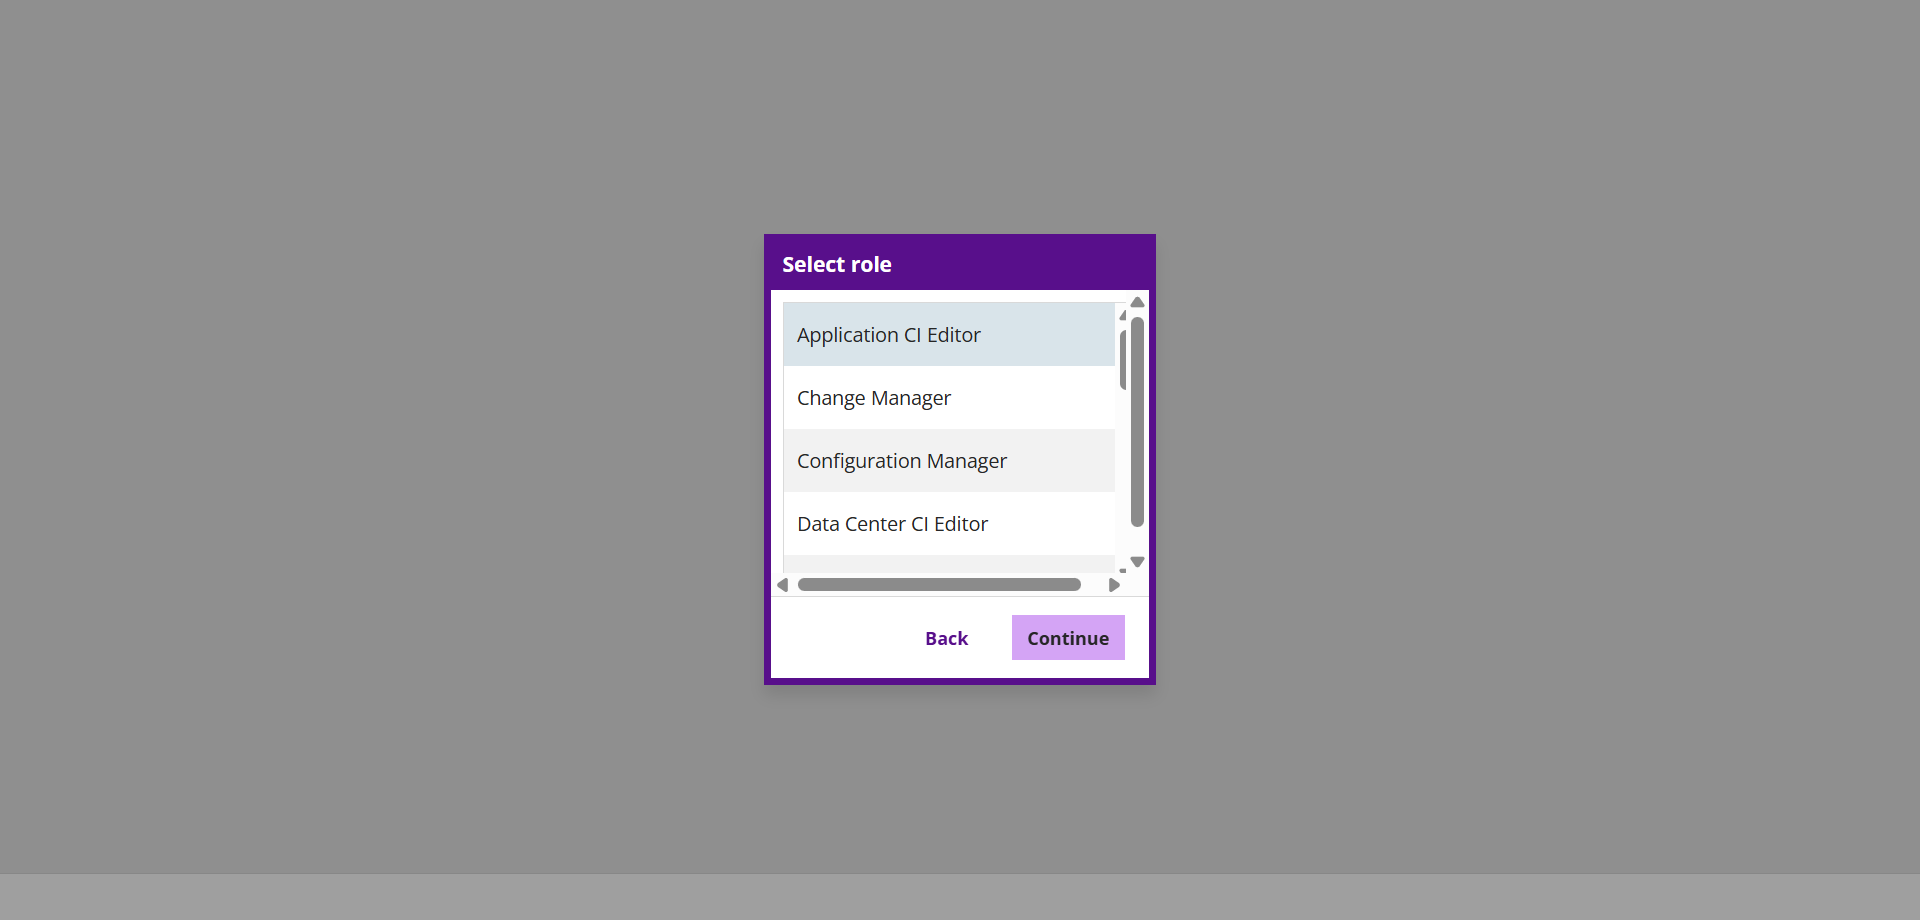 Select role
Application CI Editor
Change Manager
Configuration Manager
Data Center CI Editor
Back
Continue